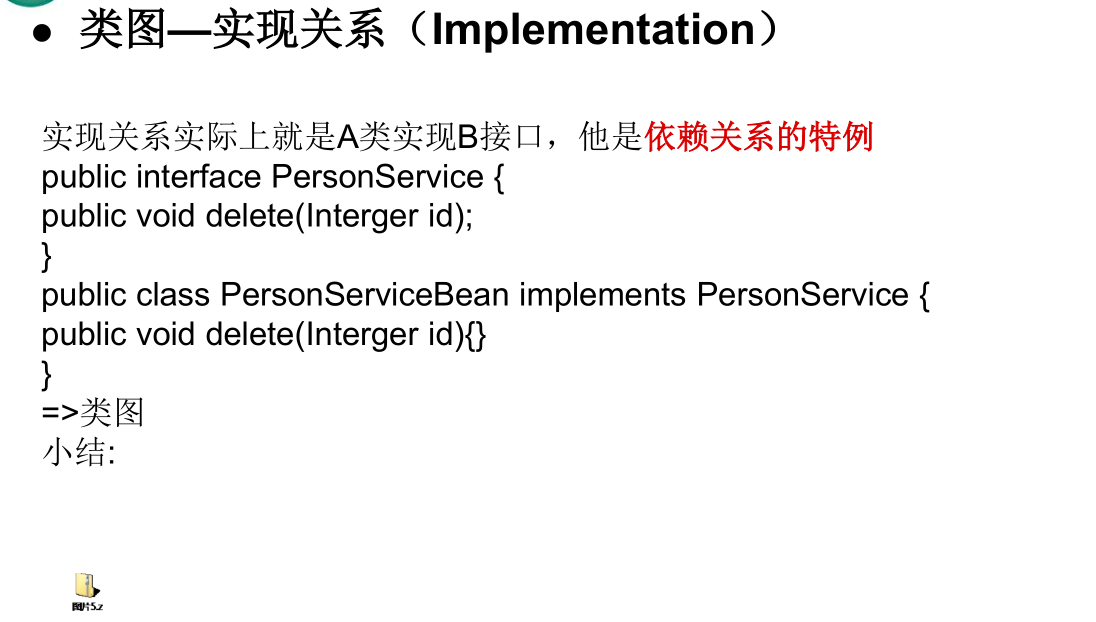 ● 类图—实现关系（Implementation）
实现关系实际上就是A类实现B接口，他是依赖关系的特例
public interface PersonService {
public void delete(Interger id);
}
public class PersonServiceBean implements PersonService {
public void delete(Interger id){}
}
=>类图
小结:
图片5.z